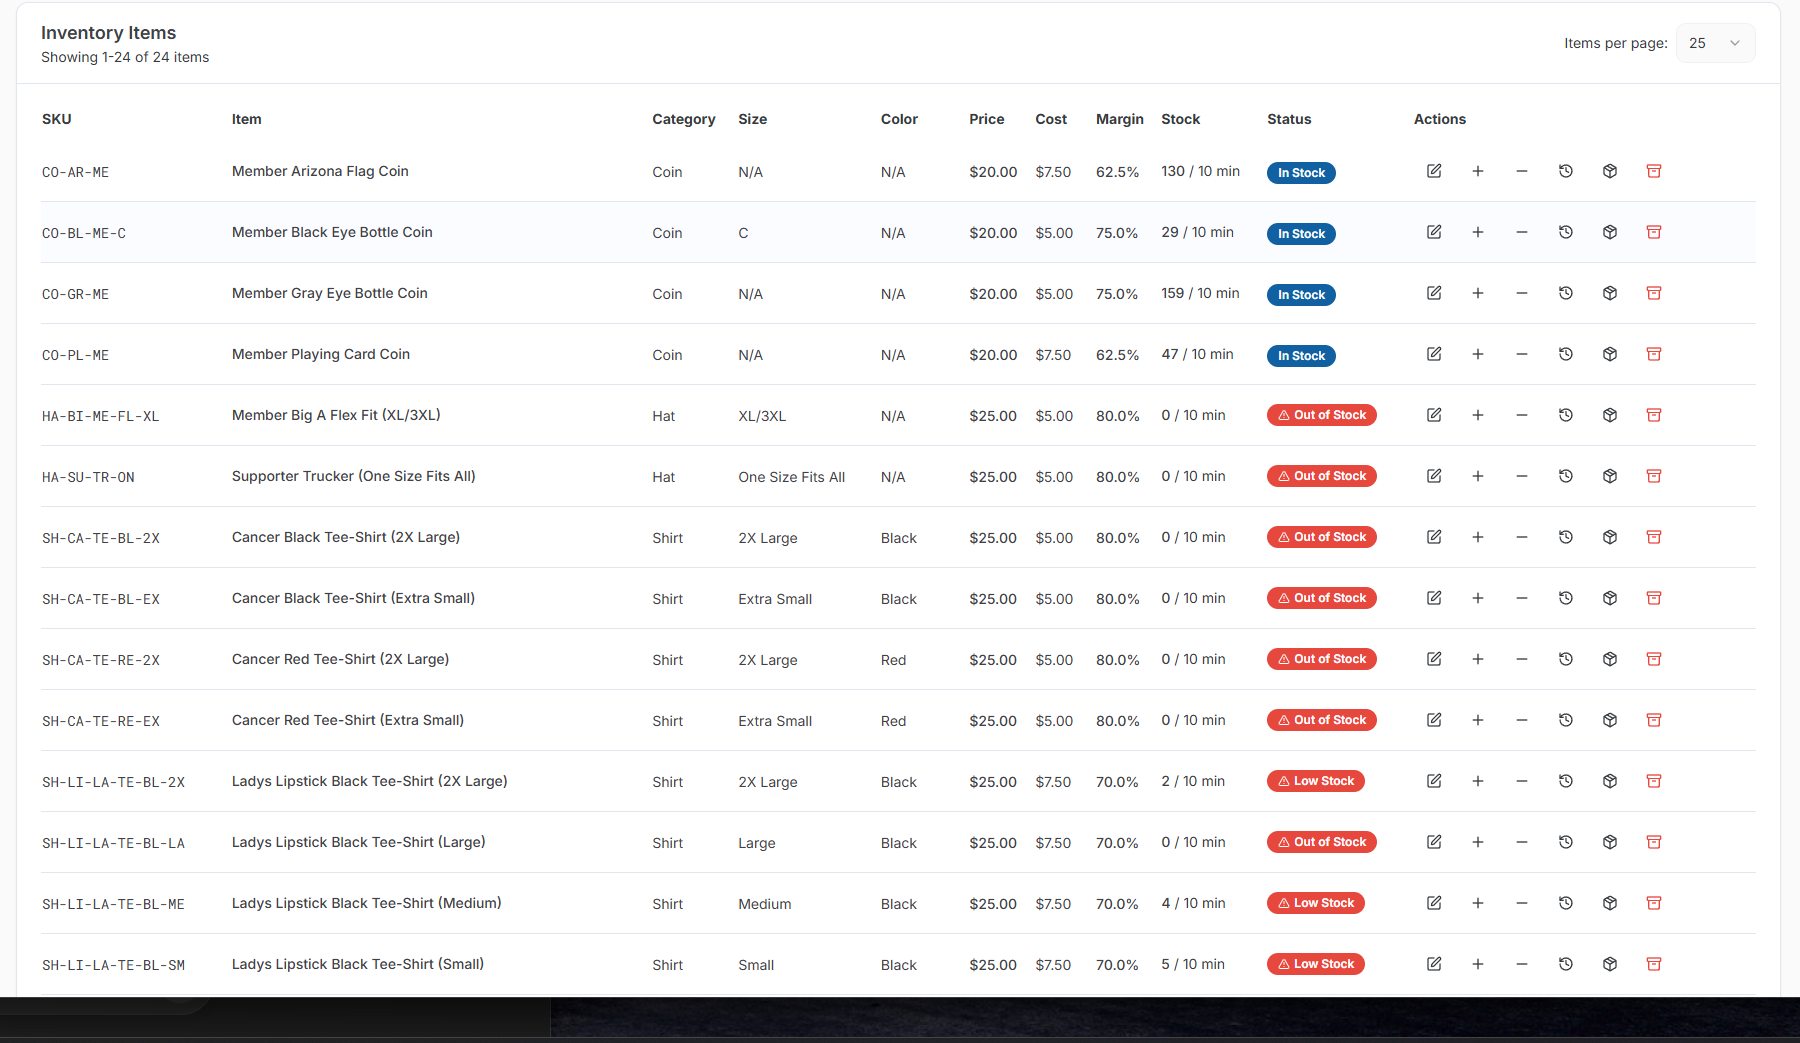 Inventory Items
Showing 1-24 of 24 items
Items per page: 25
SKU Item Category Size Color Price Cost Margin Stock Status Actions
CO-AR-ME Member Arizona Flag Coin Coin N/A N/A $20.00 $7.50 62.5% 130 / 10 min In Stock
CO-BL-ME-C Member Black Eye Bottle Coin Coin C N/A $20.00 $5.00 75.0% 29 / 10 min In Stock
CO-GR-ME Member Gray Eye Bottle Coin Coin N/A N/A $20.00 $5.00 75.0% 159 / 10 min In Stock
CO-PL-ME Member Playing Card Coin Coin N/A N/A $20.00 $7.50 62.5% 47 / 10 min In Stock
HA-BI-ME-FL-XL Member Big A Flex Fit (XL/3XL) Hat XL/3XL N/A $25.00 $5.00 80.0% 0 / 10 min Out of Stock
HA-SU-TR-ON Supporter Trucker (One Size Fits All) Hat One Size Fits All N/A $25.00 $5.00 80.0% 0 / 10 min Out of Stock
SH-CA-TE-BL-2X Cancer Black Tee-Shirt (2X Large) Shirt 2X Large Black $25.00 $5.00 80.0% 0 / 10 min Out of Stock
SH-CA-TE-BL-EX Cancer Black Tee-Shirt (Extra Small) Shirt Extra Small Black $25.00 $5.00 80.0% 0 / 10 min Out of Stock
SH-CA-TE-RE-2X Cancer Red Tee-Shirt (2X Large) Shirt 2X Large Red $25.00 $5.00 80.0% 0 / 10 min Out of Stock
SH-CA-TE-RE-EX Cancer Red Tee-Shirt (Extra Small) Shirt Extra Small Red $25.00 $5.00 80.0% 0 / 10 min Out of Stock
SH-LI-LA-TE-BL-2X Ladys Lipstick Black Tee-Shirt (2X Large) Shirt 2X Large Black $25.00 $7.50 70.0% 2 / 10 min Low Stock
SH-LI-LA-TE-BL-LA Ladys Lipstick Black Tee-Shirt (Large) Shirt Large Black $25.00 $7.50 70.0% 0 / 10 min Out of Stock
SH-LI-LA-TE-BL-ME Ladys Lipstick Black Tee-Shirt (Medium) Shirt Medium Black $25.00 $7.50 70.0% 4 / 10 min Low Stock
SH-LI-LA-TE-BL-SM Ladys Lipstick Black Tee-Shirt (Small) Shirt Small Black $25.00 $7.50 70.0% 5 / 10 min Low Stock